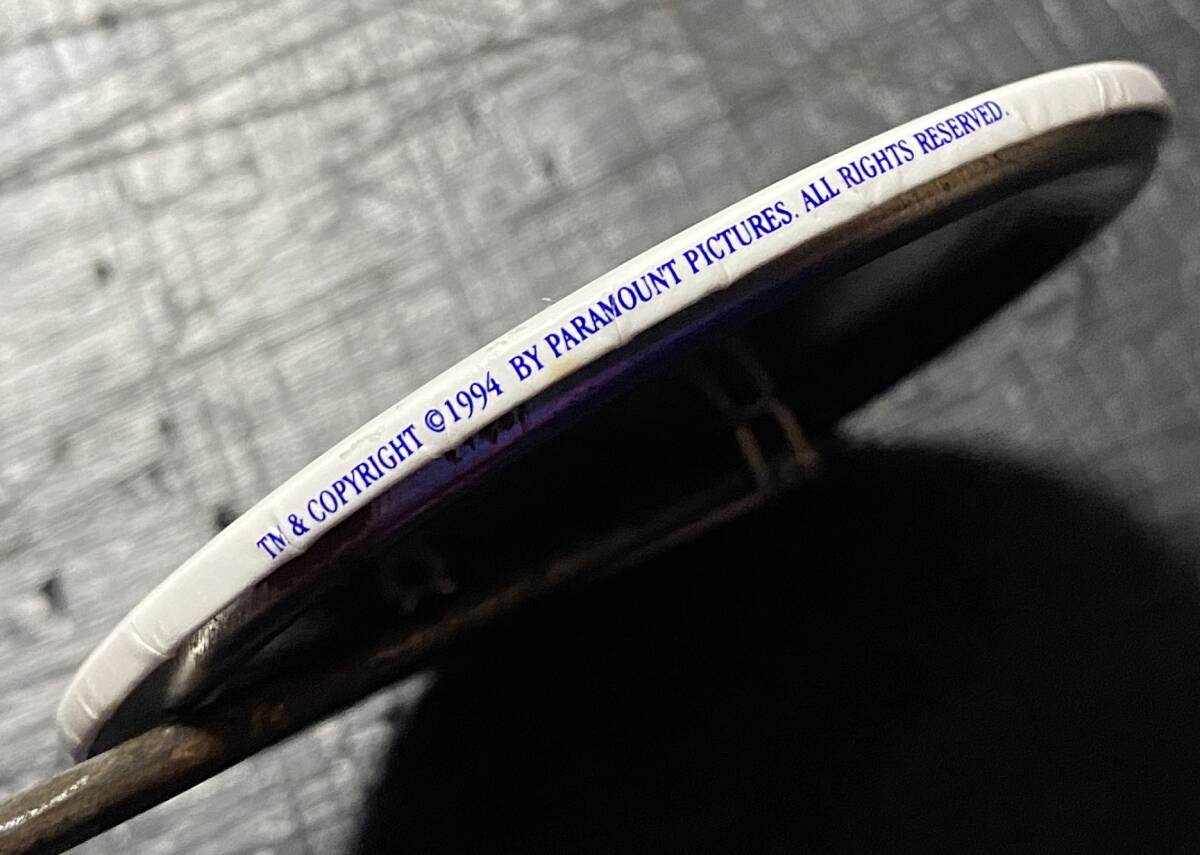 TM & COPYRIGHT ©1994 BY PARAMOUNT PICTURES. ALL RIGHTS RESERVED.